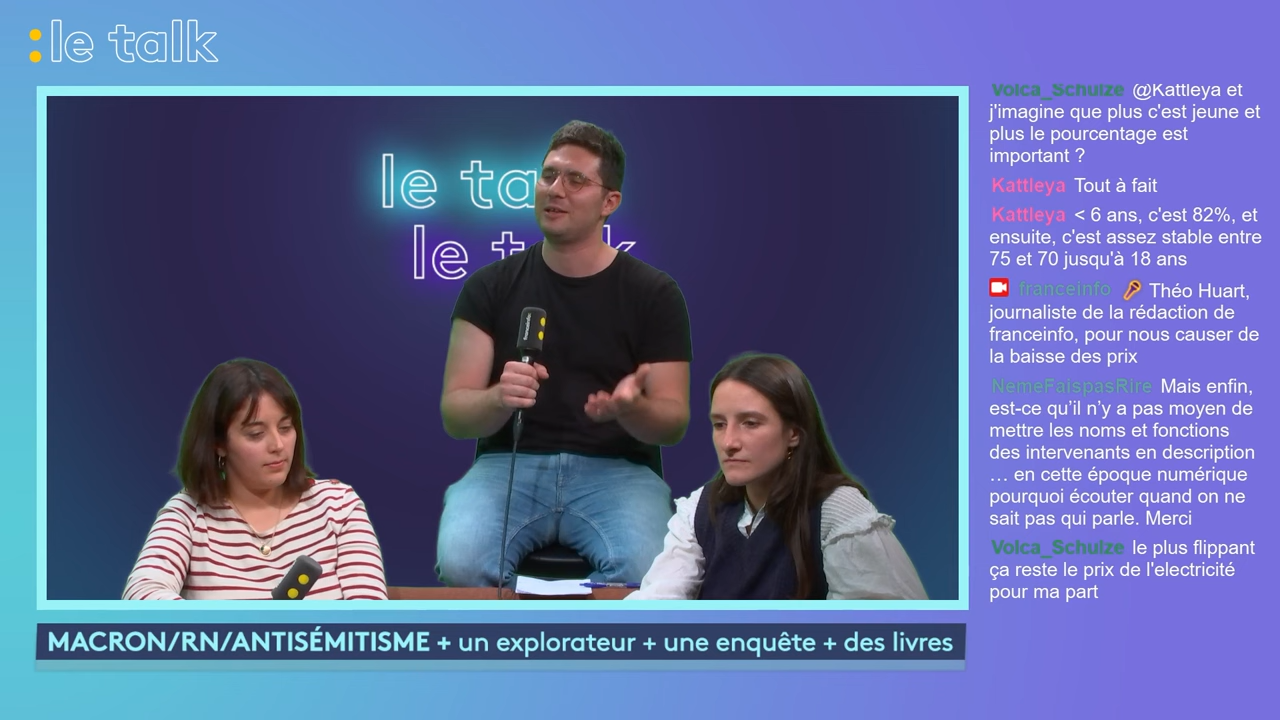 :le talk
le ta
le t lk
franceinfo:
Volca_Schulze @Kattleya et
j'imagine que plus c'est jeune et
plus le pourcentage est
important ?
Kattleya Tout à fait
Kattleya < 6 ans, c'est 82%, et
ensuite, c'est assez stable entre
75 et 70 jusqu'à 18 ans
franceinfo Théo Huart,
journaliste de la rédaction de
franceinfo, pour nous causer de
la baisse des prix
NemeFaispasRire Mais enfin,
est-ce qu’il n’y a pas moyen de
mettre les noms et fonctions
des intervenants en description
… en cette époque numérique
pourquoi écouter quand on ne
sait pas qui parle. Merci
Volca_Schulze le plus flippant
ça reste le prix de l'electricité
pour ma part
MACRON/RN/ANTISÉMITISME + un explorateur + une enquête + des livres